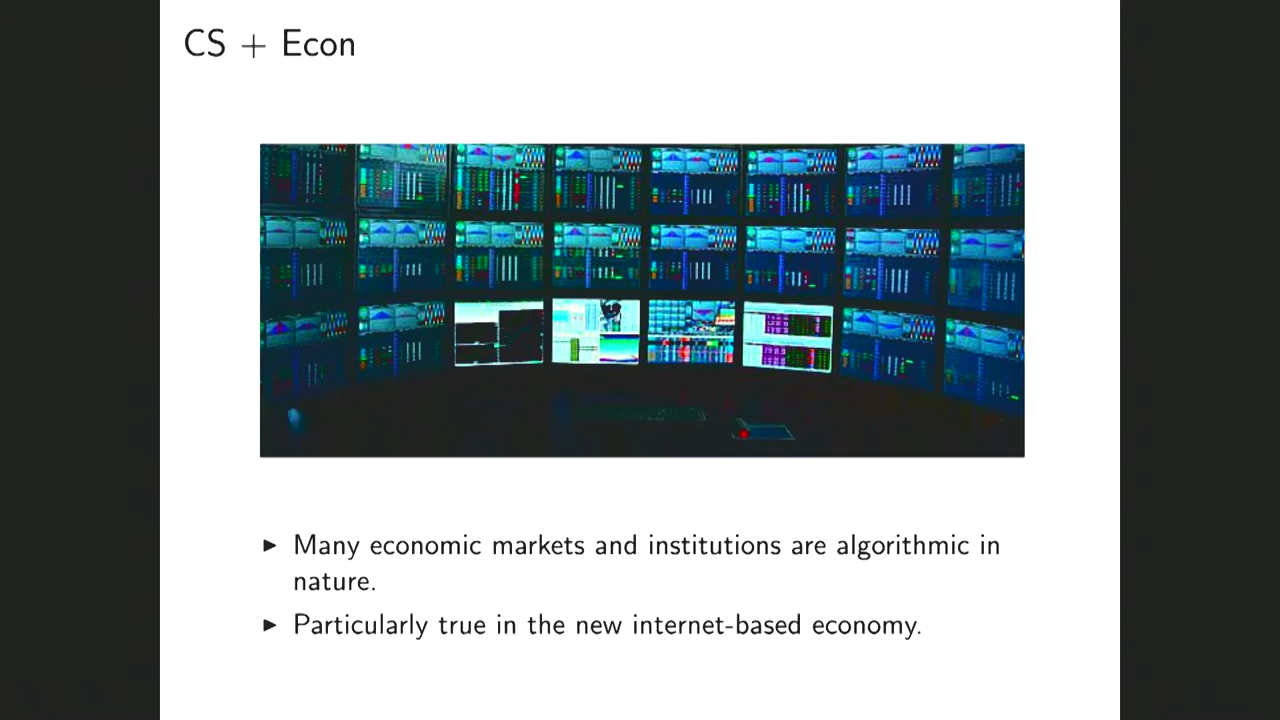 CS + Econ
▶ Many economic markets and institutions are algorithmic in
nature.
▶ Particularly true in the new internet-based economy.